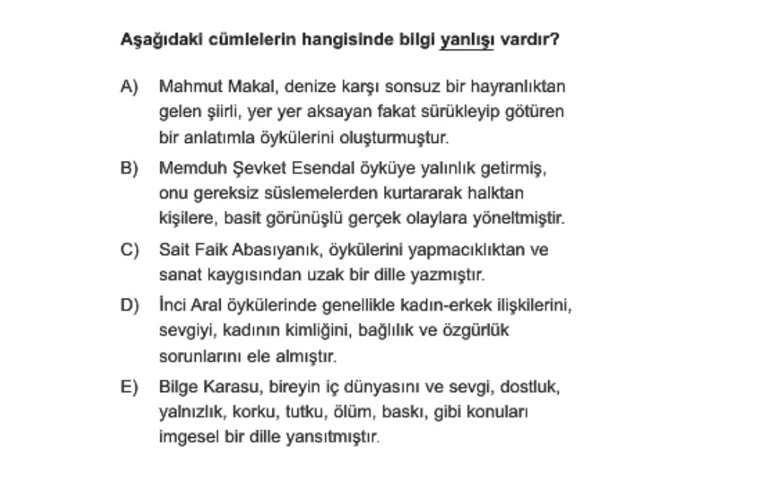 Aşağıdaki cümlelerin hangisinde bilgi yanlışı vardır?
A) Mahmut Makal, denize karşı sonsuz bir hayranlıktan
gelen şiirli, yer yer aksayan fakat sürükleyip götüren
bir anlatımla öykülerini oluşturmuştur.
B) Memduh Şevket Esendal öyküye yalınlık getirmiş,
onu gereksiz süslemelerden kurtararak halktan
kişilere, basit görünüşlü gerçek olaylara yöneltmiştir.
C) Sait Faik Abasıyanık, öykülerini yapmacıklıktan ve
sanat kaygısından uzak bir dille yazmıştır.
D) İnci Aral öykülerinde genellikle kadın-erkek ilişkilerini,
sevgiyi, kadının kimliğini, bağlılık ve özgürlük
sorunlarını ele almıştır.
E) Bilge Karasu, bireyin iç dünyasını ve sevgi, dostluk,
yalnızlık, korku, tutku, ölüm, baskı, gibi konuları
imgesel bir dille yansıtmıştır.